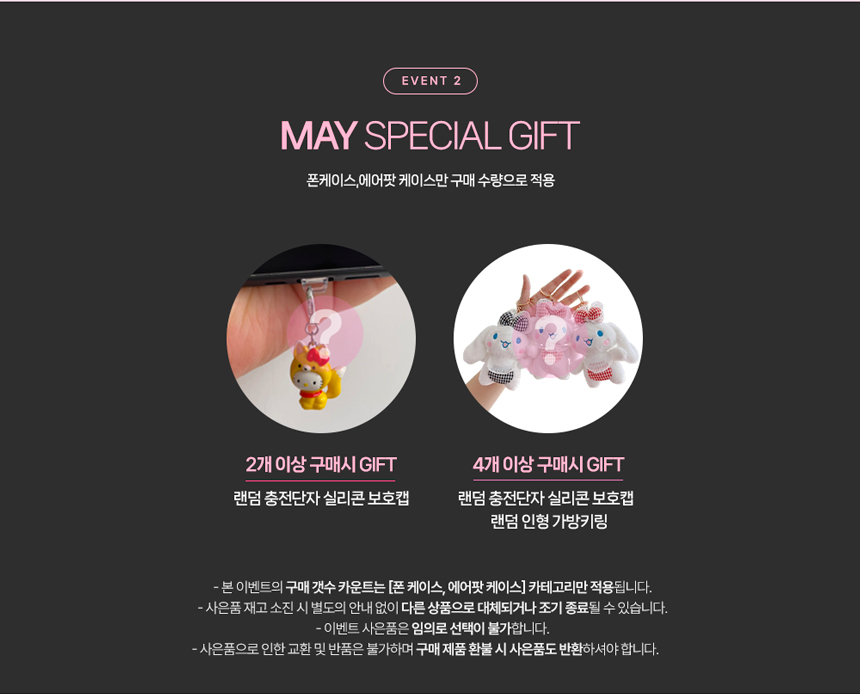 EVENT 2
MAY SPECIAL GIFT
폰케이스,에어팟 케이스만 구매 수량으로 적용
?
?
2개 이상 구매시 GIFT
랜덤 충전단자 실리콘 보호캡
4개 이상 구매시 GIFT
랜덤 충전단자 실리콘 보호캡
랜덤 인형 가방키링
- 본 이벤트의 구매 갯수 카운트는 [폰 케이스, 에어팟 케이스] 카테고리만 적용됩니다.
- 사은품 재고 소진 시 별도의 안내 없이 다른 상품으로 대체되거나 조기 종료될 수 있습니다.
- 이벤트 사은품은 임의로 선택이 불가합니다.
- 사은품으로 인한 교환 및 반품은 불가하며 구매 제품 환불 시 사은품도 반환하셔야 합니다.